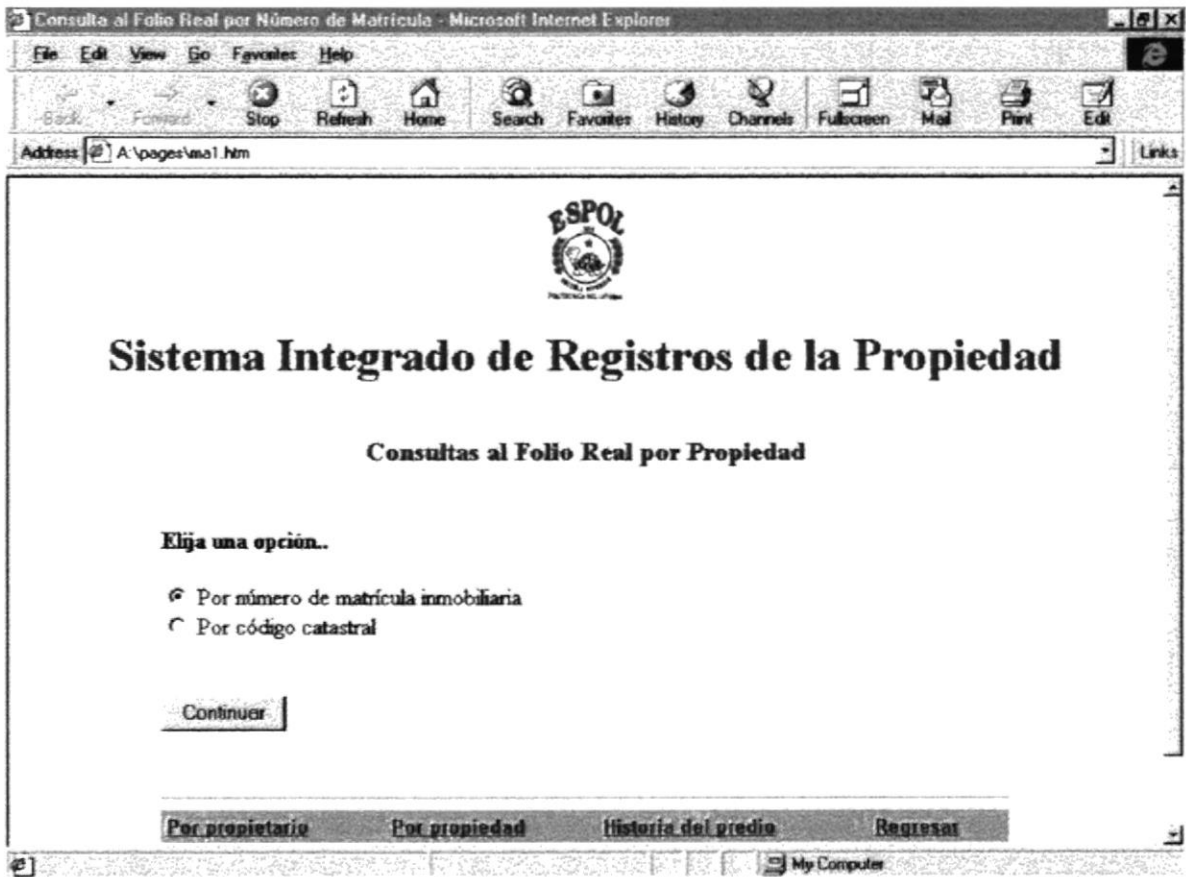 Consulta al Folio Real por Número de Matrícula - Microsoft Internet Explorer
File Edit View Go Favorites Help
Back Forward Stop Refresh Home Search Favorites History Channels Fullscreen Mail Print Edit
Address A:\pages\ma1.htm Links
ESPOL
Sistema Integrado de Registros de la Propiedad
Consultas al Folio Real por Propiedad
Elija una opción..
Por número de matrícula inmobiliaria
Por código catastral
Continuar
Por propietario Por propiedad Historia del predio Regresar
My Computer